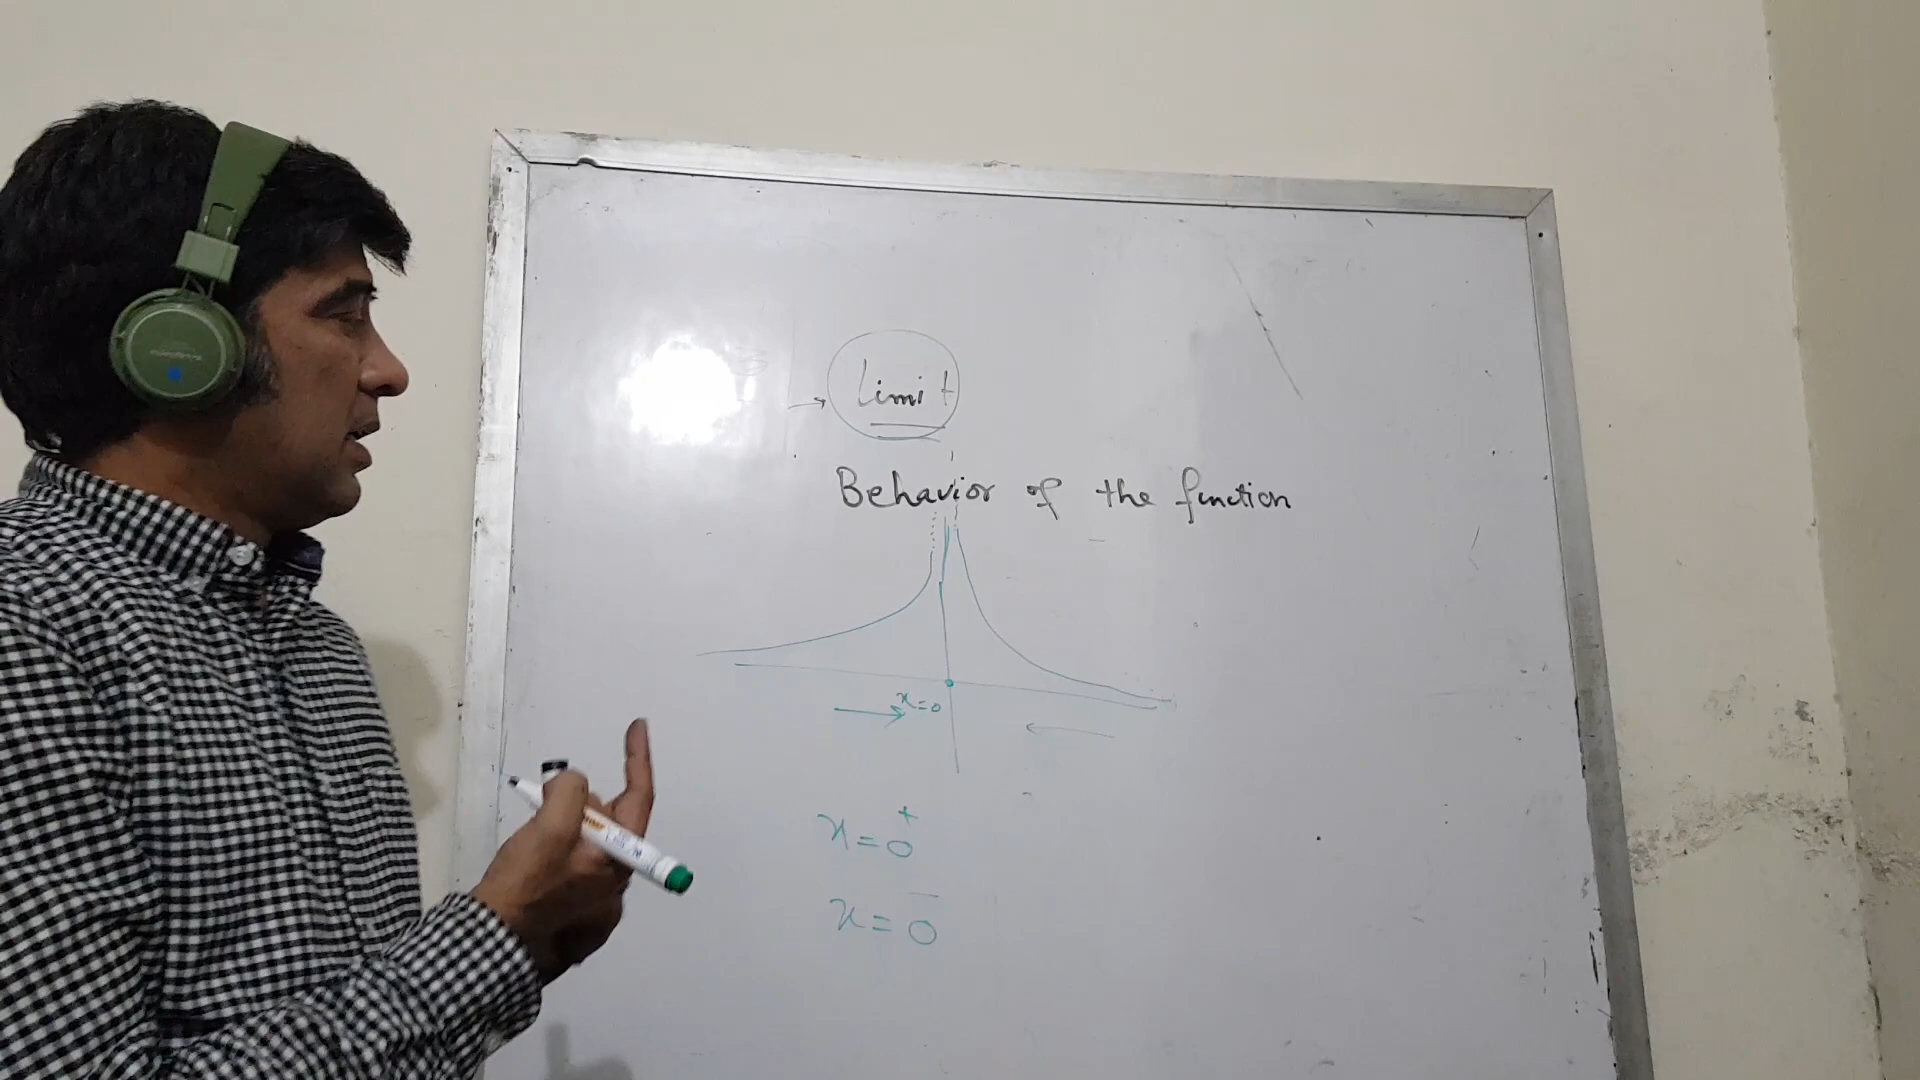 Limit
Behavior of the function
x=0
x=0⁺
x=0⁻